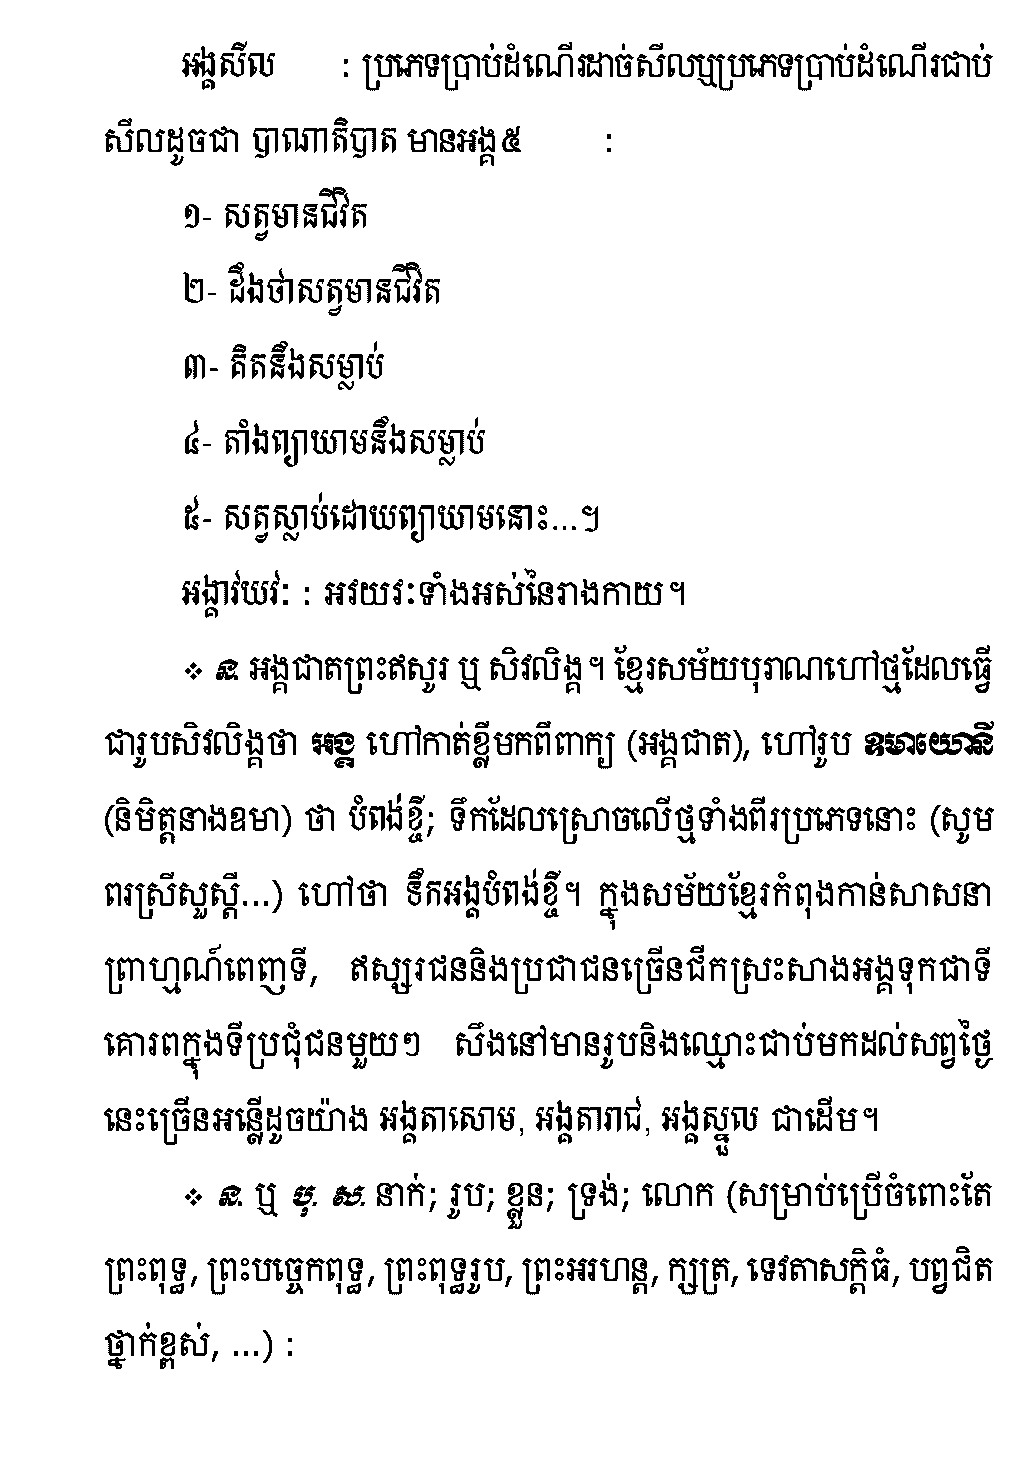 អង្គសីល : ប្រភេទប្រាប់ដំណើរដាច់សីលឬប្រភេទប្រាប់ដំណើរជាប់
សីលដូចជា បាណាតិបាត មានអង្គ៥ :
១- សត្វមានជីវិត
២- ដឹងថាសត្វមានជីវិត
៣- គិតនឹងសម្លាប់
៤- តាំងព្យាយាមនឹងសម្លាប់
៥- សត្វស្លាប់ដោយព្យាយាមនោះ...។
អង្គាវយវៈ : អវយវៈទាំងអស់នៃរាងកាយ។
❖ ន. អង្គជាតព្រះឥសូរ ឬ សិវលិង្គ។ ខ្មែរសម័យបុរាណហៅថ្មដែលធ្វើ
ជារូបសិវលិង្គថា អង្គ ហៅកាត់ខ្លីមកពីពាក្យ (អង្គជាត), ហៅរូប ឧមាយោនី
(និមិត្តនាងឧមា) ថា បំពង់ខ្ចី; ទឹកដែលស្រោចលើថ្មទាំងពីរប្រភេទនោះ (សូម
ពរស្រីសួស្តី...) ហៅថា ទឹកអង្គបំពង់ខ្ចី។ ក្នុងសម័យខ្មែរកំពុងកាន់សាសនា
ព្រាហ្មណ៍ពេញទី, ឥស្សរជននិងប្រជាជនច្រើនជីកស្រះសាងអង្គទុកជាទី
គោរពក្នុងទីប្រជុំជនមួយៗ សឹងនៅមានរូបនិងឈ្មោះជាប់មកដល់សព្វថ្ងៃ
នេះច្រើនអន្លើដូចយ៉ាង អង្គតាសោម, អង្គតារាជ់, អង្គស្នួល ជាដើម។
❖ ន. ឬ បុ. ស. នាក់; រូប; ខ្លួន; ទ្រង់; លោក (សម្រាប់ប្រើចំពោះតែ
ព្រះពុទ្ធ, ព្រះបច្ចេកពុទ្ធ, ព្រះពុទ្ធរូប, ព្រះអរហន្ត, ក្សត្រ, ទេវតាសក្តិធំ, បព្វជិត
ថ្នាក់ខ្ពស់, ...) :